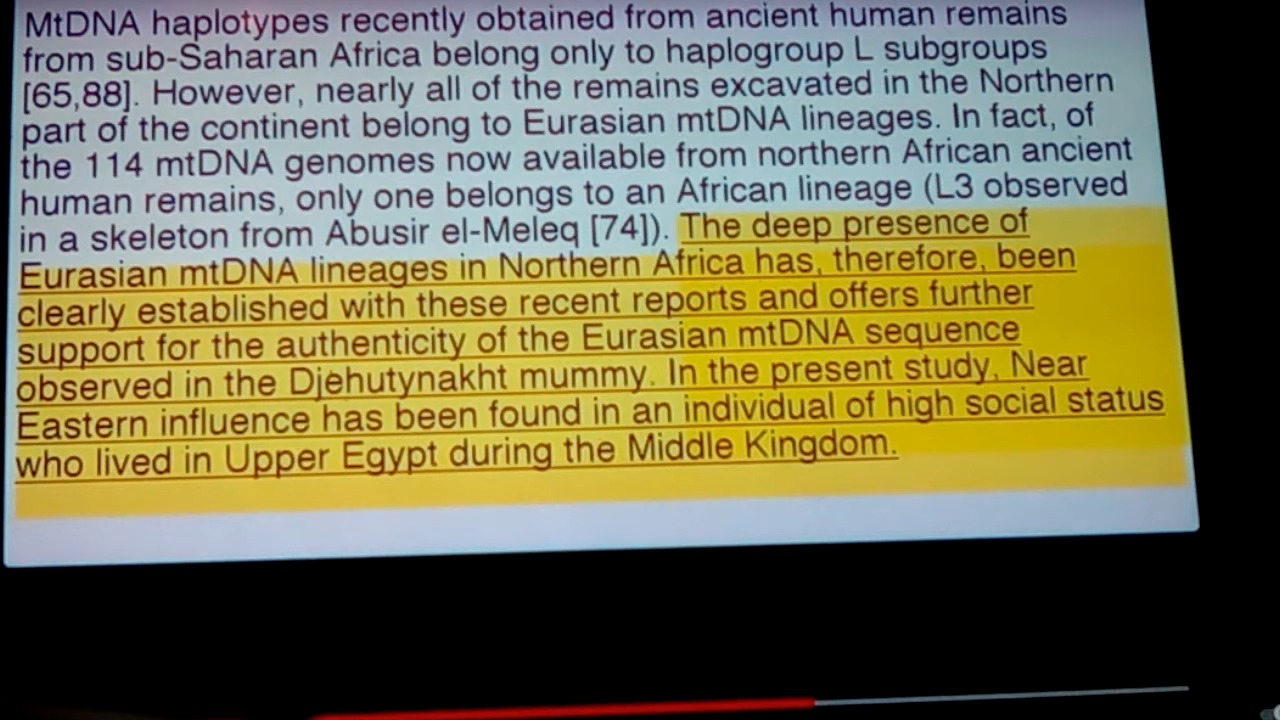 MtDNA haplotypes recently obtained from ancient human remains
from sub-Saharan Africa belong only to haplogroup L subgroups
[65,88]. However, nearly all of the remains excavated in the Northern
part of the continent belong to Eurasian mtDNA lineages. In fact, of
the 114 mtDNA genomes now available from northern African ancient
human remains, only one belongs to an African lineage (L3 observed
in a skeleton from Abusir el-Meleq [74]). The deep presence of
Eurasian mtDNA lineages in Northern Africa has, therefore, been
clearly established with these recent reports and offers further
support for the authenticity of the Eurasian mtDNA sequence
observed in the Djehutynakht mummy. In the present study, Near
Eastern influence has been found in an individual of high social status
who lived in Upper Egypt during the Middle Kingdom.